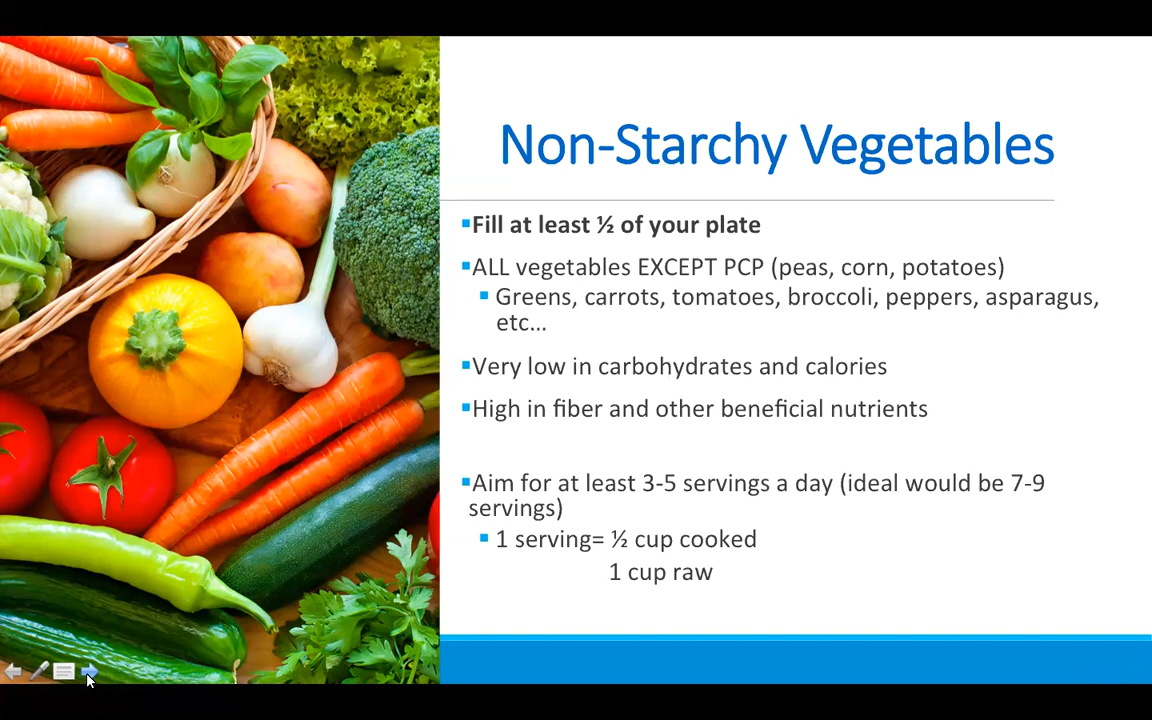 Non-Starchy Vegetables
▪Fill at least ½ of your plate
▪ALL vegetables EXCEPT PCP (peas, corn, potatoes)
▪ Greens, carrots, tomatoes, broccoli, peppers, asparagus,
etc...
▪Very low in carbohydrates and calories
▪High in fiber and other beneficial nutrients
▪Aim for at least 3-5 servings a day (ideal would be 7-9
servings)
▪ 1 serving= ½ cup cooked
1 cup raw